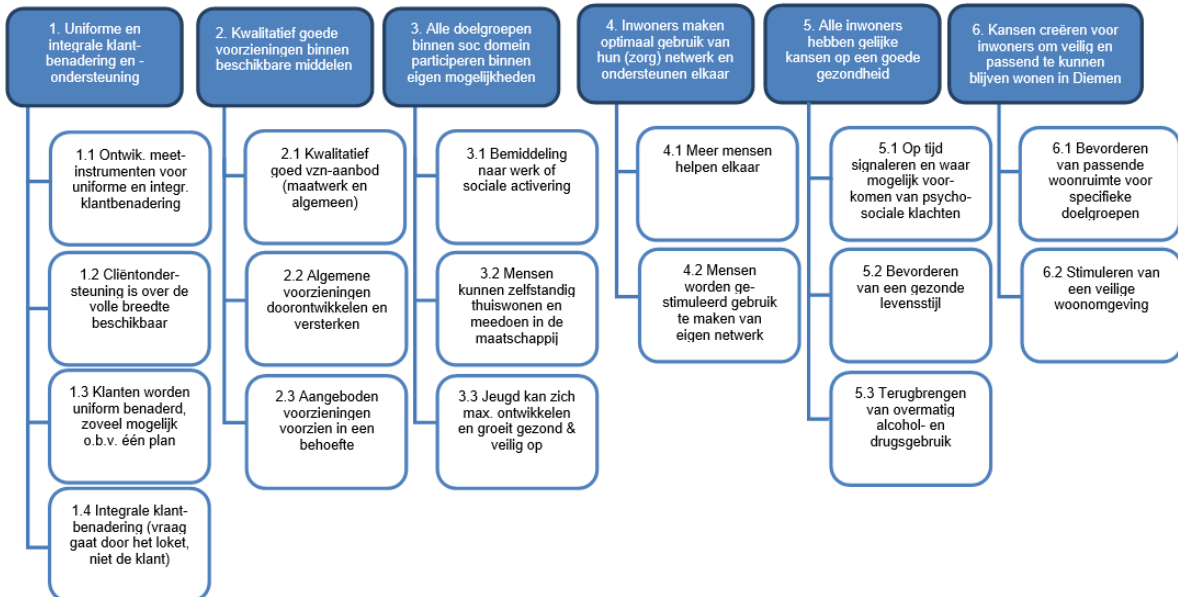 1. Uniforme en
integrale klant-
benadering en -
ondersteuning
2. Kwalitatief goede
voorzieningen binnen
beschikbare middelen
3. Alle doelgroepen
binnen soc domein
participeren binnen
eigen mogelijkheden
4. Inwoners maken
optimaal gebruik van
hun (zorg) netwerk en
ondersteunen elkaar
5. Alle inwoners
hebben gelijke
kansen op een goede
gezondheid
6. Kansen creëren voor
inwoners om veilig en
passend te kunnen
blijven wonen in Diemen
1.1 Ontwik. meet-
instrumenten voor
uniforme en integr.
klantbenadering
1.2 Cliëntonder-
steuning is over de
volle breedte
beschikbaar
1.3 Klanten worden
uniform benaderd,
zoveel mogelijk
o.b.v. één plan
1.4 Integrale klant-
benadering (vraag
gaat door het loket,
niet de klant)
2.1 Kwalitatief
goed vzn-aanbod
(maatwerk en
algemeen)
2.2 Algemene
voorzieningen
doorontwikkelen en
versterken
2.3 Aangeboden
voorzieningen
voorzien in een
behoefte
3.1 Bemiddeling
naar werk of
sociale activering
3.2 Mensen
kunnen zelfstandig
thuiswonen en
meedoen in de
maatschappij
3.3 Jeugd kan zich
max. ontwikkelen
en groeit gezond &
veilig op
4.1 Meer mensen
helpen elkaar
4.2 Mensen
worden ge-
stimuleerd gebruik
te maken van
eigen netwerk
5.1 Op tijd
signaleren en waar
mogelijk voor-
komen van psycho-
sociale klachten
5.2 Bevorderen
van een gezonde
levensstijl
5.3 Terugbrengen
van overmatig
alcohol- en
drugsgebruik
6.1 Bevorderen
van passende
woonruimte voor
specifieke
doelgroepen
6.2 Stimuleren van
een veilige
woonomgeving